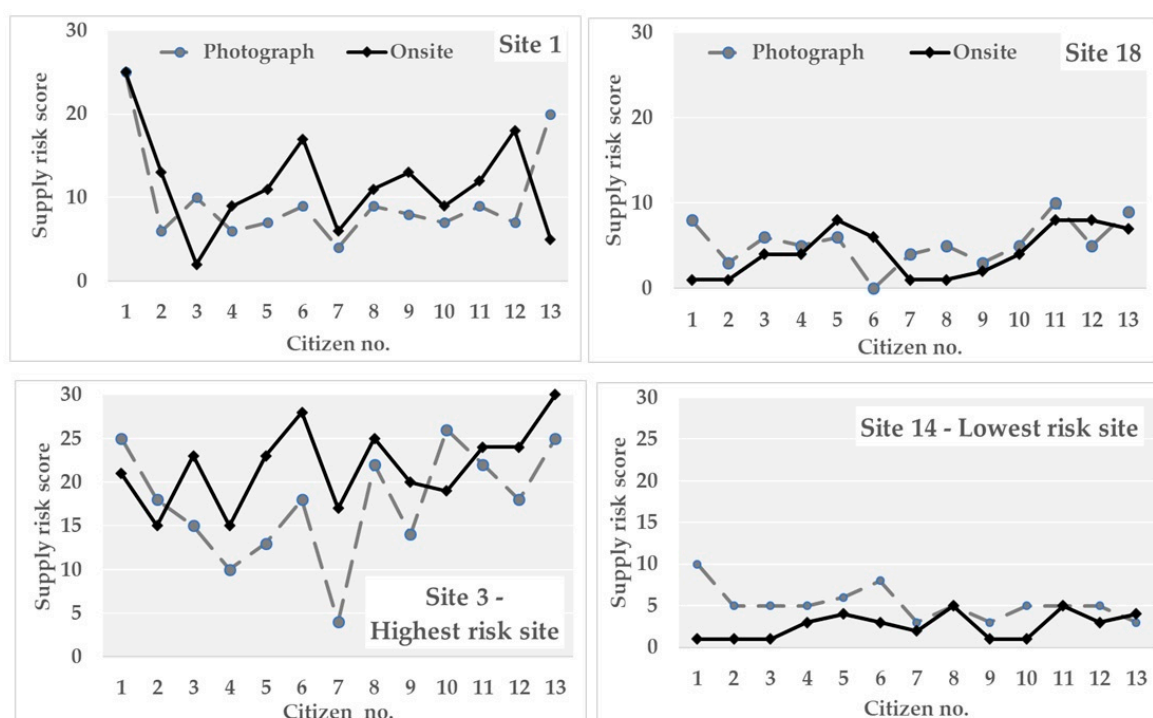 30
20
10
0
Supply risk score
Photograph
Onsite
Site 1
1 2 3 4 5 6 7 8 9 10 11 12 13
Citizen no.
30
20
10
0
Supply risk score
Photograph
Onsite
Site 18
1 2 3 4 5 6 7 8 9 10 11 12 13
Citizen no.
30
25
20
15
10
5
0
Supply risk score
Site 3 -
Highest risk site
1 2 3 4 5 6 7 8 9 10 11 12 13
Citizen no.
30
25
20
15
10
5
0
Supply risk score
Site 14 - Lowest risk site
1 2 3 4 5 6 7 8 9 10 11 12 13
Citizen no.